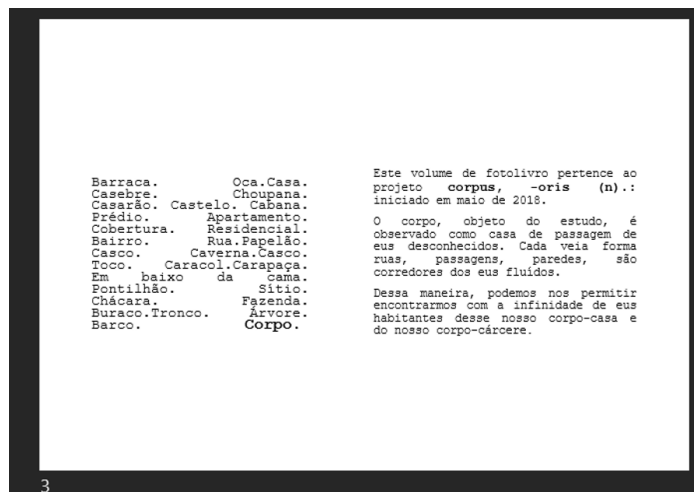 Barraca. Oca.Casa.
Casebre. Choupana.
Casarão. Castelo. Cabana.
Prédio. Apartamento.
Cobertura. Residencial.
Bairro. Rua.Papelão.
Casco. Caverna.Casco.
Toco. Caracol.Carapaça.
Em baixo da cama.
Pontilhão. Sítio.
Chácara. Fazenda.
Buraco.Tronco. Árvore.
Barco. Corpo.
Este volume de fotolivro pertence ao
projeto corpus, -oris (n).:
iniciado em maio de 2018.
O corpo, objeto do estudo, é
observado como casa de passagem de
eus desconhecidos. Cada veia forma
ruas, passagens, paredes, são
corredores dos eus fluídos.
Dessa maneira, podemos nos permitir
encontrarmos com a infinidade de eus
habitantes desse nosso corpo-casa e
do nosso corpo-cárcere.
3